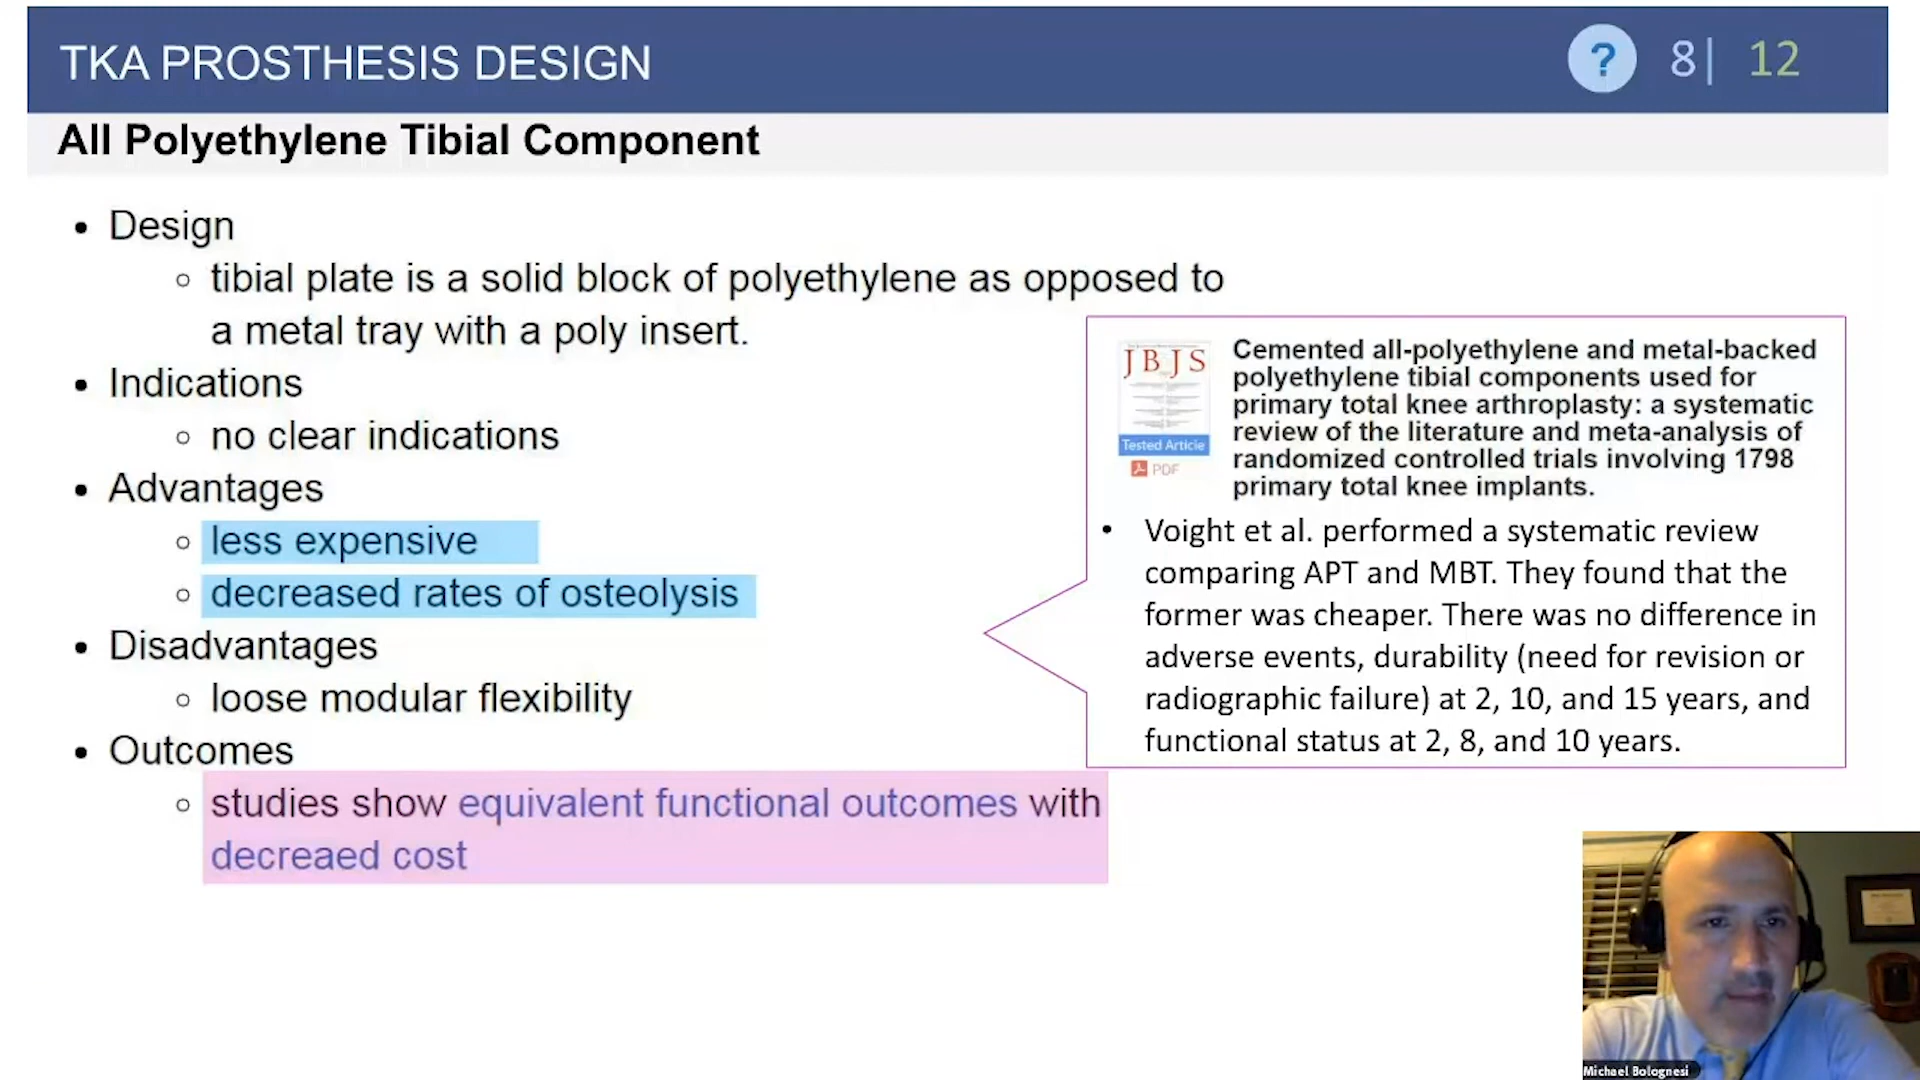 TKA PROSTHESIS DESIGN
? 8| 12
All Polyethylene Tibial Component
• Design
○ tibial plate is a solid block of polyethylene as opposed to
a metal tray with a poly insert.
• Indications
○ no clear indications
• Advantages
○ less expensive
○ decreased rates of osteolysis
• Disadvantages
○ loose modular flexibility
• Outcomes
○ studies show equivalent functional outcomes with
decreaed cost
JBJS
Tested Article
PDF
Cemented all-polyethylene and metal-backed
polyethylene tibial components used for
primary total knee arthroplasty: a systematic
review of the literature and meta-analysis of
randomized controlled trials involving 1798
primary total knee implants.
• Voight et al. performed a systematic review
comparing APT and MBT. They found that the
former was cheaper. There was no difference in
adverse events, durability (need for revision or
radiographic failure) at 2, 10, and 15 years, and
functional status at 2, 8, and 10 years.
Michael Bolognesi